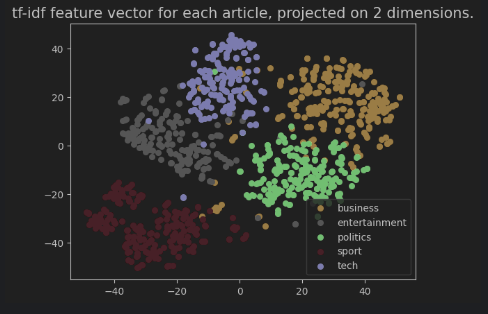 tf-idf feature vector for each article, projected on 2 dimensions.
40
20
0
−20
−40
business
entertainment
politics
sport
tech
−40 −20 0 20 40